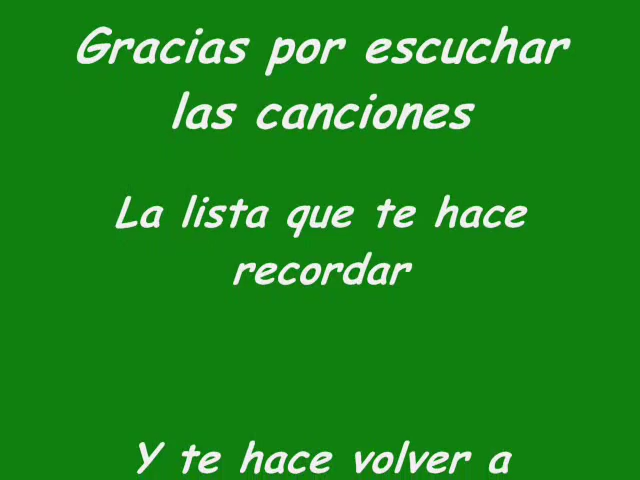 Gracias por escuchar
las canciones
La lista que te hace
recordar
Y te hace volver a